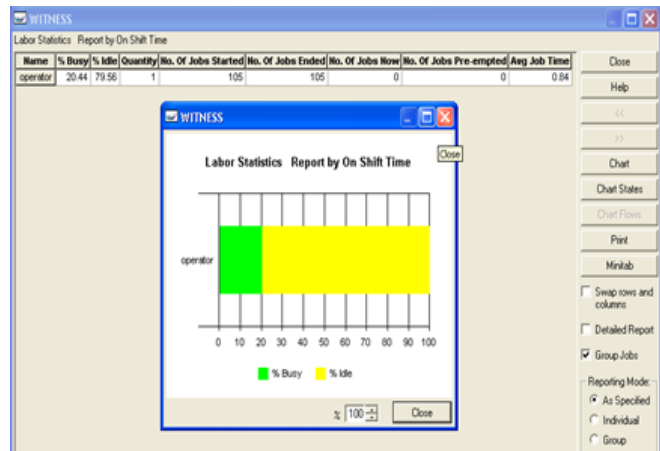 WITNESS
Labor Statistics Report by On Shift Time
Name % Busy % Idle Quantity No. Of Jobs Started No. Of Jobs Ended No. Of Jobs Now No. Of Jobs Pre-empted Avg Job Time
operator 20.44 79.56 1 105 105 0 0 0.84
Close
Help
<<
>>
Chart
Chart States
Chart Flows
Print
Minitab
Swap rows and
columns
Detailed Report
Group Jobs
Reporting Mode:
As Specified
Individual
Group
WITNESS
Close
Labor Statistics Report by On Shift Time
operator
0 10 20 30 40 50 60 70 80 90 100
% Busy % Idle
% 100 Close